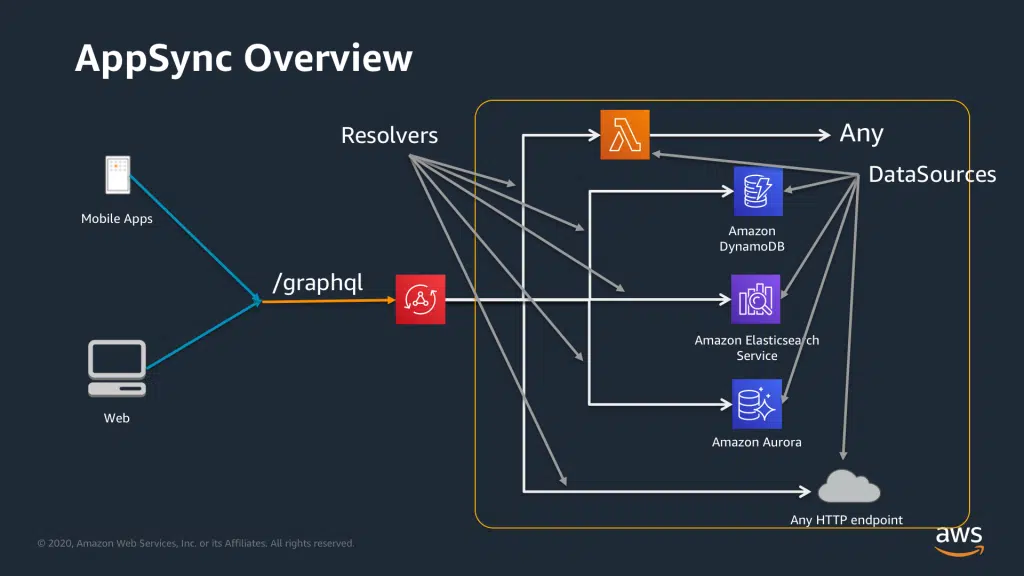 AppSync Overview
Resolvers
Any
DataSources
Mobile Apps
Amazon
DynamoDB
/graphql
Amazon Elasticsearch
Service
Web
Amazon Aurora
Any HTTP endpoint
© 2020, Amazon Web Services, Inc. or its Affiliates. All rights reserved.
aws